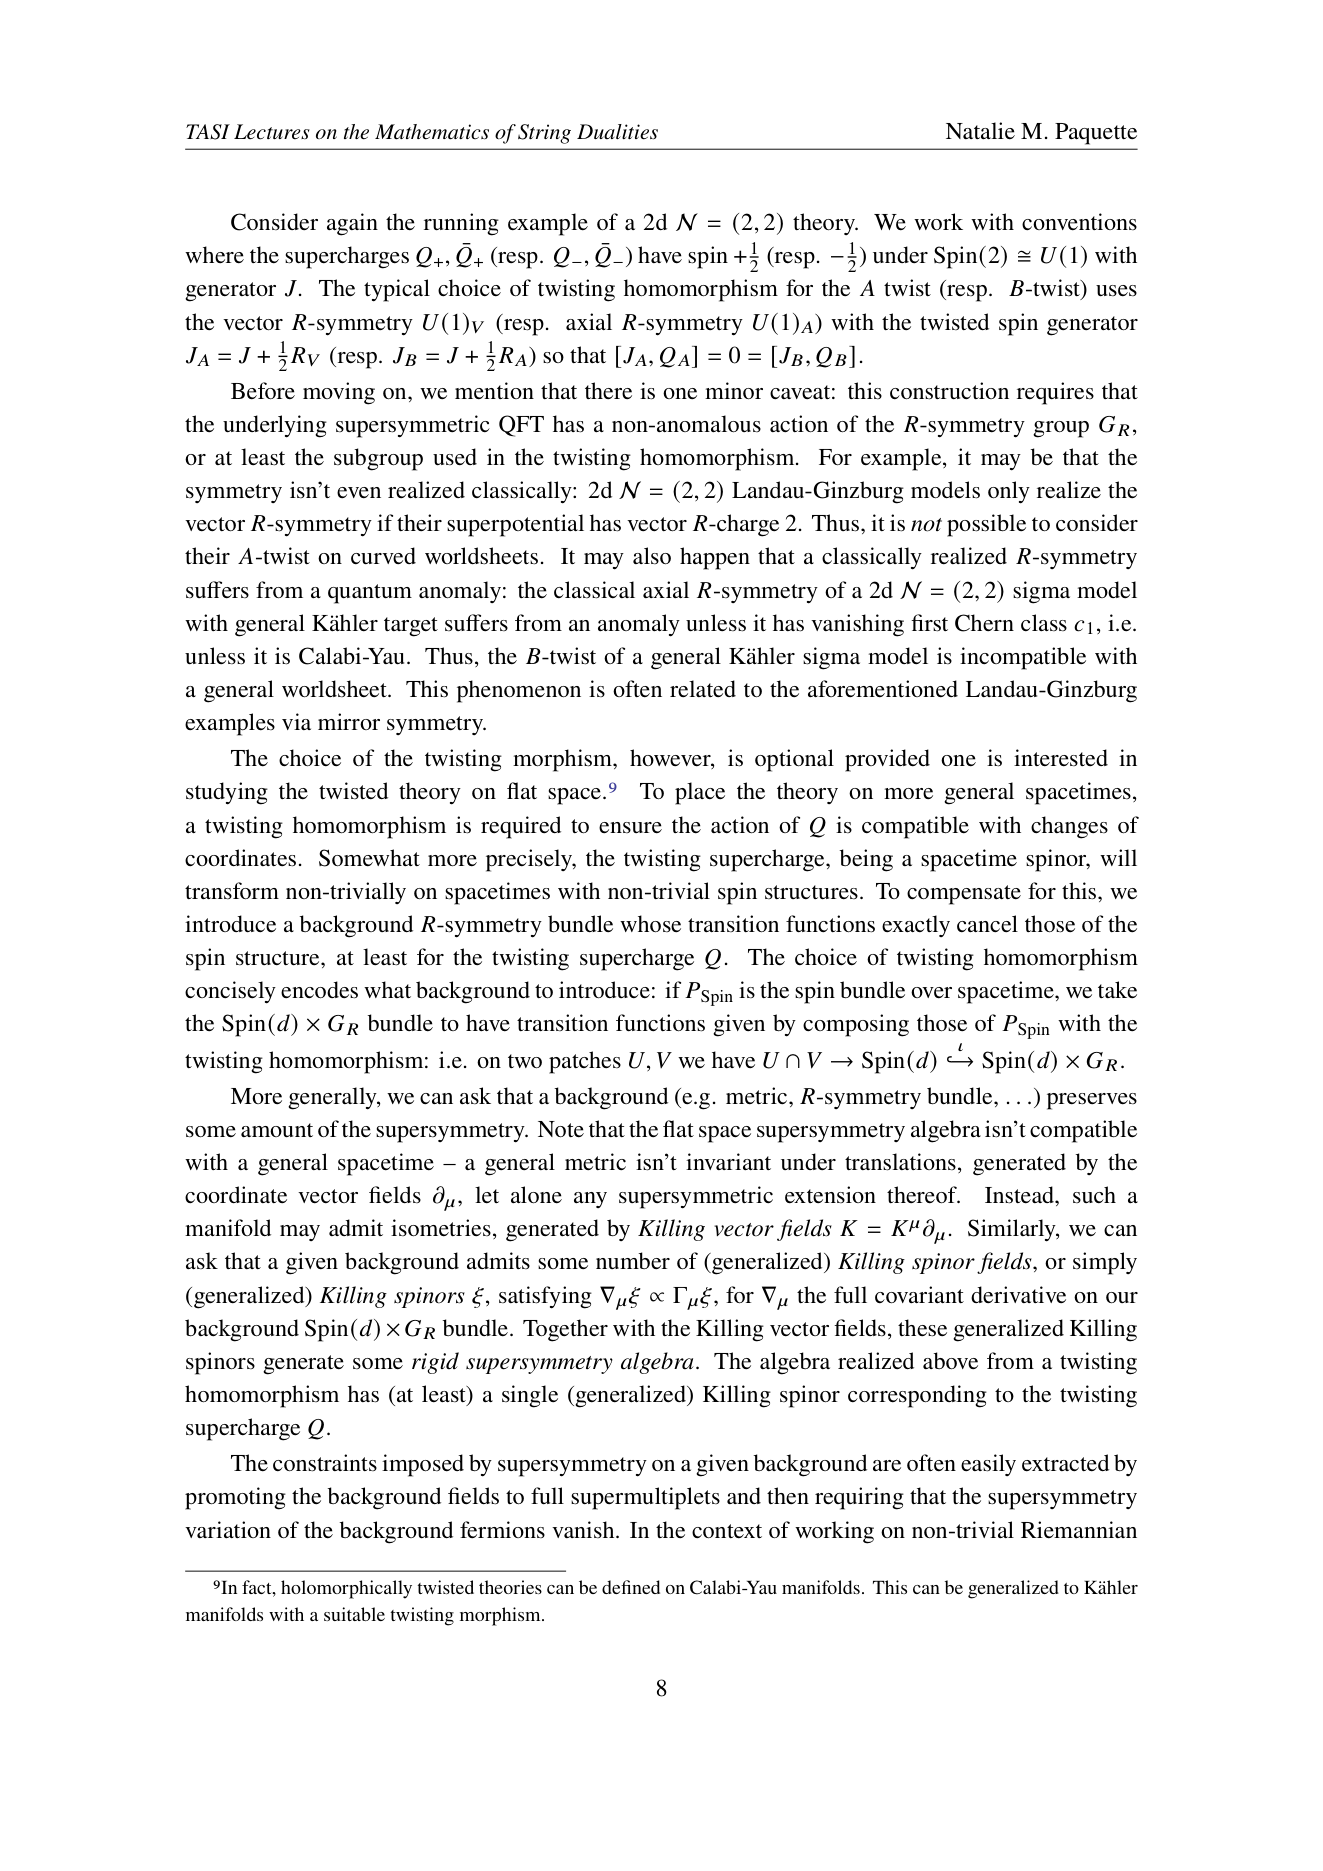 TASI Lectures on the Mathematics of String Dualities Natalie M. Paquette
Consider again the running example of a 2d 𝒩 = (2, 2) theory. We work with conventions
where the supercharges Q₊, Q̄₊ (resp. Q₋, Q̄₋) have spin +½ (resp. −½) under Spin(2) ≅ U(1) with
generator J. The typical choice of twisting homomorphism for the A twist (resp. B-twist) uses
the vector R-symmetry U(1)_V (resp. axial R-symmetry U(1)_A) with the twisted spin generator
J_A = J + ½R_V (resp. J_B = J + ½R_A) so that [J_A, Q_A] = 0 = [J_B, Q_B].
Before moving on, we mention that there is one minor caveat: this construction requires that
the underlying supersymmetric QFT has a non-anomalous action of the R-symmetry group G_R,
or at least the subgroup used in the twisting homomorphism. For example, it may be that the
symmetry isn't even realized classically: 2d 𝒩 = (2, 2) Landau-Ginzburg models only realize the
vector R-symmetry if their superpotential has vector R-charge 2. Thus, it is not possible to consider
their A-twist on curved worldsheets. It may also happen that a classically realized R-symmetry
suffers from a quantum anomaly: the classical axial R-symmetry of a 2d 𝒩 = (2, 2) sigma model
with general Kähler target suffers from an anomaly unless it has vanishing first Chern class c₁, i.e.
unless it is Calabi-Yau. Thus, the B-twist of a general Kähler sigma model is incompatible with
a general worldsheet. This phenomenon is often related to the aforementioned Landau-Ginzburg
examples via mirror symmetry.
The choice of the twisting morphism, however, is optional provided one is interested in
studying the twisted theory on flat space.⁹ To place the theory on more general spacetimes,
a twisting homomorphism is required to ensure the action of Q is compatible with changes of
coordinates. Somewhat more precisely, the twisting supercharge, being a spacetime spinor, will
transform non-trivially on spacetimes with non-trivial spin structures. To compensate for this, we
introduce a background R-symmetry bundle whose transition functions exactly cancel those of the
spin structure, at least for the twisting supercharge Q. The choice of twisting homomorphism
concisely encodes what background to introduce: if P_Spin is the spin bundle over spacetime, we take
the Spin(d) × G_R bundle to have transition functions given by composing those of P_Spin with the
twisting homomorphism: i.e. on two patches U, V we have U ∩ V → Spin(d) ↪^ι Spin(d) × G_R.
More generally, we can ask that a background (e.g. metric, R-symmetry bundle, . . .) preserves
some amount of the supersymmetry. Note that the flat space supersymmetry algebra isn't compatible
with a general spacetime – a general metric isn't invariant under translations, generated by the
coordinate vector fields ∂_μ, let alone any supersymmetric extension thereof. Instead, such a
manifold may admit isometries, generated by Killing vector fields K = K^μ∂_μ. Similarly, we can
ask that a given background admits some number of (generalized) Killing spinor fields, or simply
(generalized) Killing spinors ξ, satisfying ∇_μξ ∝ Γ_μξ, for ∇_μ the full covariant derivative on our
background Spin(d)×G_R bundle. Together with the Killing vector fields, these generalized Killing
spinors generate some rigid supersymmetry algebra. The algebra realized above from a twisting
homomorphism has (at least) a single (generalized) Killing spinor corresponding to the twisting
supercharge Q.
The constraints imposed by supersymmetry on a given background are often easily extracted by
promoting the background fields to full supermultiplets and then requiring that the supersymmetry
variation of the background fermions vanish. In the context of working on non-trivial Riemannian
⁹In fact, holomorphically twisted theories can be defined on Calabi-Yau manifolds. This can be generalized to Kähler
manifolds with a suitable twisting morphism.
8